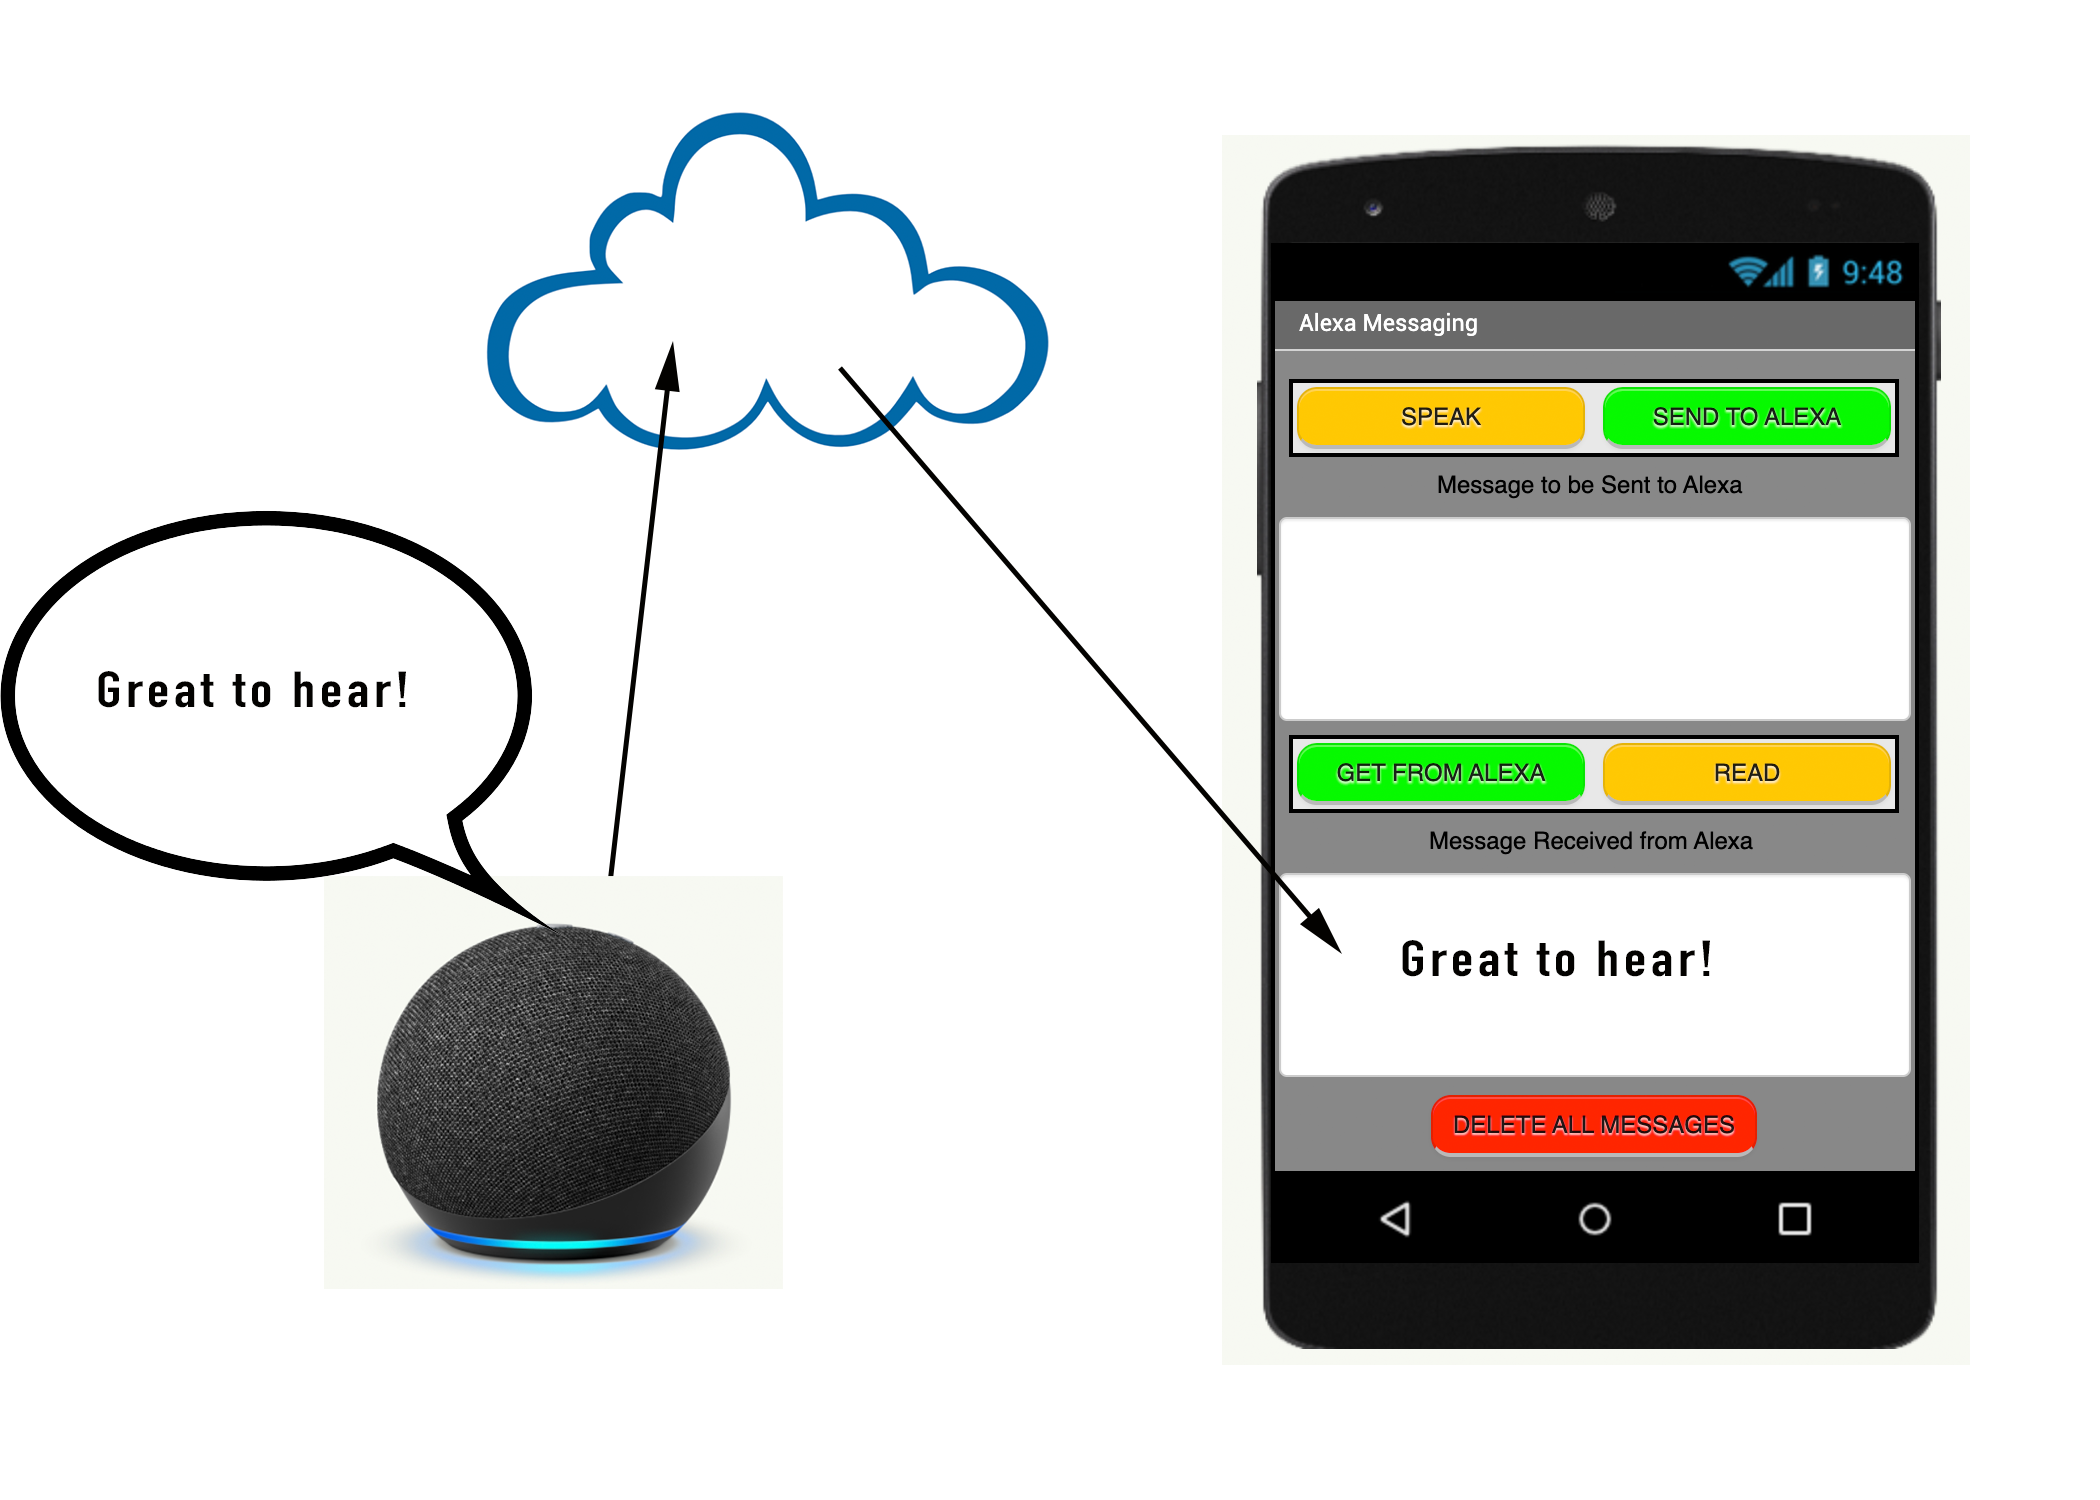 Great to hear!
9:48
Alexa Messaging
SPEAK
SEND TO ALEXA
Message to be Sent to Alexa
GET FROM ALEXA
READ
Message Received from Alexa
Great to hear!
DELETE ALL MESSAGES